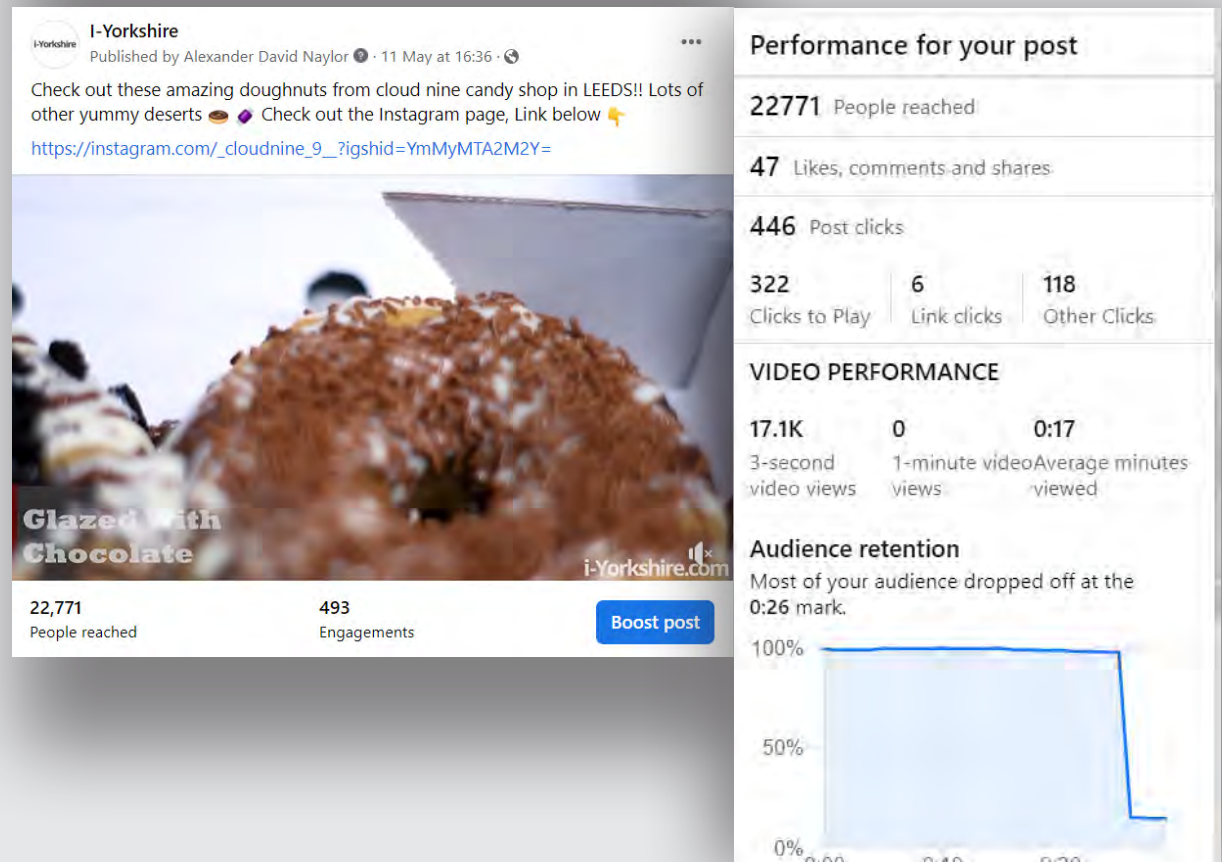 i-Yorkshire
I-Yorkshire
Published by Alexander David Naylor · 11 May at 16:36 ·
Check out these amazing doughnuts from cloud nine candy shop in LEEDS!! Lots of
other yummy deserts 🍩 🍫 Check out the Instagram page, Link below 👇
https://instagram.com/_cloudnine_9__?igshid=YmMyMTA2M2Y=
Glazed With
Chocolate
i-Yorkshire.com
22,771
People reached
493
Engagements
Boost post
Performance for your post
22771 People reached
47 Likes, comments and shares
446 Post clicks
322
Clicks to Play
6
Link clicks
118
Other Clicks
VIDEO PERFORMANCE
17.1K
3-second
video views
0
1-minute video
views
0:17
Average minutes
viewed
Audience retention
Most of your audience dropped off at the
0:26 mark.
100%
50%
0%